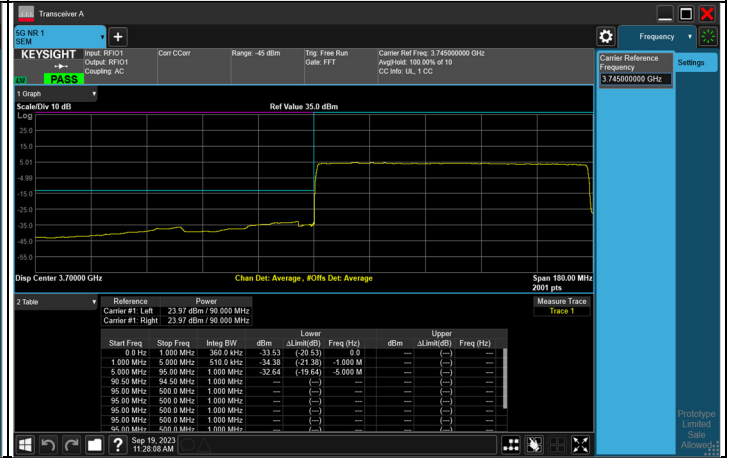 Transceiver A
5G NR 1
SEM
Frequency
KEYSIGHT
Input: RFIO1
Output: RFIO1
Coupling: AC
Corr CCorr
Range: -45 dBm
Trig: Free Run
Gate: FFT
Carrier Ref Freq: 3.745000000 GHz
Avg|Hold: 100.00% of 10
CC Info: UL, 1 CC
LXI
PASS
Carrier Reference
Frequency
3.745000000 GHz
Settings
1 Graph
Scale/Div 10 dB
Ref Value 35.0 dBm
Log
25.0
15.0
5.01
-4.99
-15.0
-25.0
-35.0
-45.0
-55.0
Disp Center 3.70000 GHz
Chan Det: Average , #Offs Det: Average
Span 180.00 MHz
2001 pts
2 Table
Reference Power
Carrier #1: Left 23.97 dBm / 90.000 MHz
Carrier #1: Right 23.97 dBm / 90.000 MHz
Measure Trace
Trace 1
Lower Upper
Start Freq Stop Freq Integ BW dBm ΔLimit(dB) Freq (Hz) dBm ΔLimit(dB) Freq (Hz)
0.0 Hz 1.000 MHz 360.0 kHz -33.53 (-20.53) 0.0 --- (---) ---
1.000 MHz 5.000 MHz 510.0 kHz -34.38 (-21.38) -1.000 M --- (---) ---
5.000 MHz 95.00 MHz 1.000 MHz -32.64 (-19.64) -5.000 M --- (---) ---
90.50 MHz 94.50 MHz 1.000 MHz --- (---) --- --- (---) ---
95.00 MHz 500.0 MHz 1.000 MHz --- (---) --- --- (---) ---
95.00 MHz 500.0 MHz 1.000 MHz --- (---) --- --- (---) ---
95.00 MHz 500.0 MHz 1.000 MHz --- (---) --- --- (---) ---
95.00 MHz 500.0 MHz 1.000 MHz --- (---) --- --- (---) ---
95.00 MHz 500.0 MHz 1.000 MHz --- (---) --- --- (---) ---
Sep 19, 2023
11:28:08 AM
Prototype
Limited
Sale
Allowed